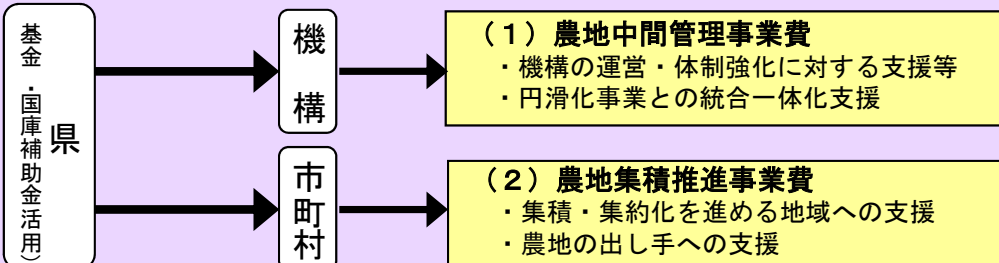 県
基金・国庫補助金活用）
機構
（１）農地中間管理事業費
・機構の運営・体制強化に対する支援等
・円滑化事業との統合一体化支援
市町村
（２）農地集積推進事業費
・集積・集約化を進める地域への支援
・農地の出し手への支援